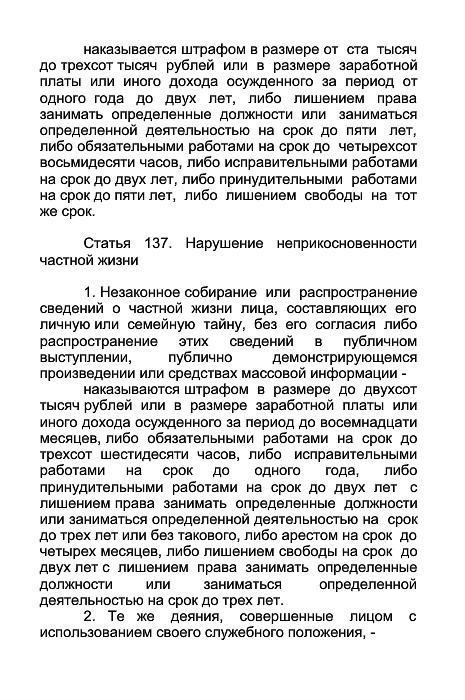 наказывается штрафом в размере от ста тысяч
до трехсот тысяч рублей или в размере заработной
платы или иного дохода осужденного за период от
одного года до двух лет, либо лишением права
занимать определенные должности или заниматься
определенной деятельностью на срок до пяти лет,
либо обязательными работами на срок до четырехсот
восьмидесяти часов, либо исправительными работами
на срок до двух лет, либо принудительными работами
на срок до пяти лет, либо лишением свободы на тот
же срок.
Статья 137. Нарушение неприкосновенности
частной жизни
1. Незаконное собирание или распространение
сведений о частной жизни лица, составляющих его
личную или семейную тайну, без его согласия либо
распространение этих сведений в публичном
выступлении, публично демонстрирующемся
произведении или средствах массовой информации -
наказываются штрафом в размере до двухсот
тысяч рублей или в размере заработной платы или
иного дохода осужденного за период до восемнадцати
месяцев, либо обязательными работами на срок до
трехсот шестидесяти часов, либо исправительными
работами на срок до одного года, либо
принудительными работами на срок до двух лет с
лишением права занимать определенные должности
или заниматься определенной деятельностью на срок
до трех лет или без такового, либо арестом на срок до
четырех месяцев, либо лишением свободы на срок до
двух лет с лишением права занимать определенные
должности или заниматься определенной
деятельностью на срок до трех лет.
2. Те же деяния, совершенные лицом с
использованием своего служебного положения, -